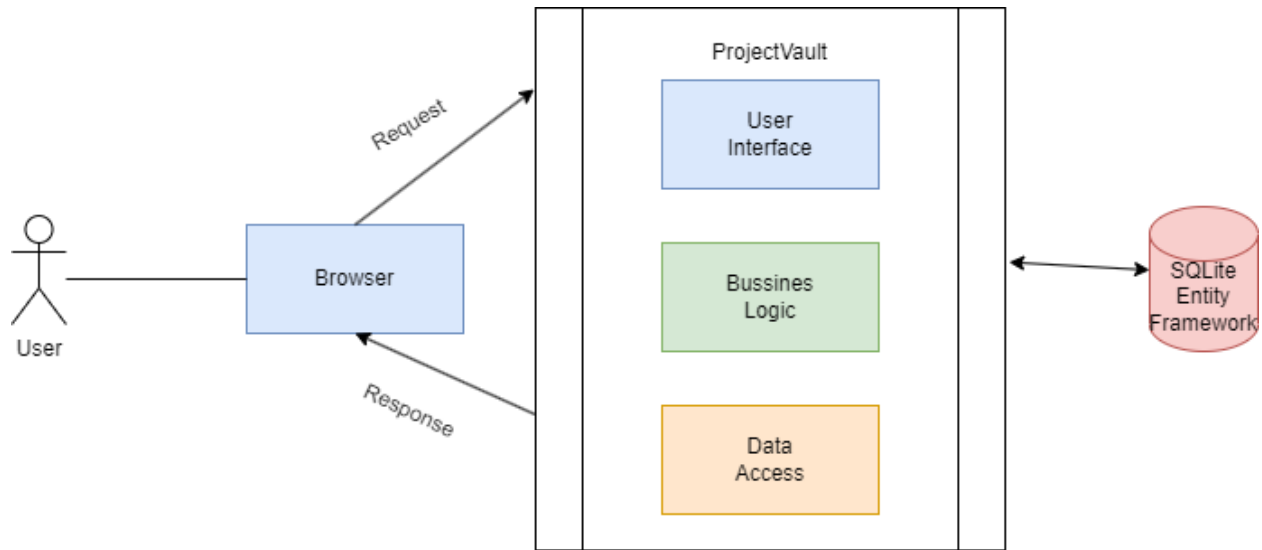 ProjectVault
User
Interface
Request
Browser
Bussines
Logic
SQLite
Entity
Framework
User
Response
Data
Access